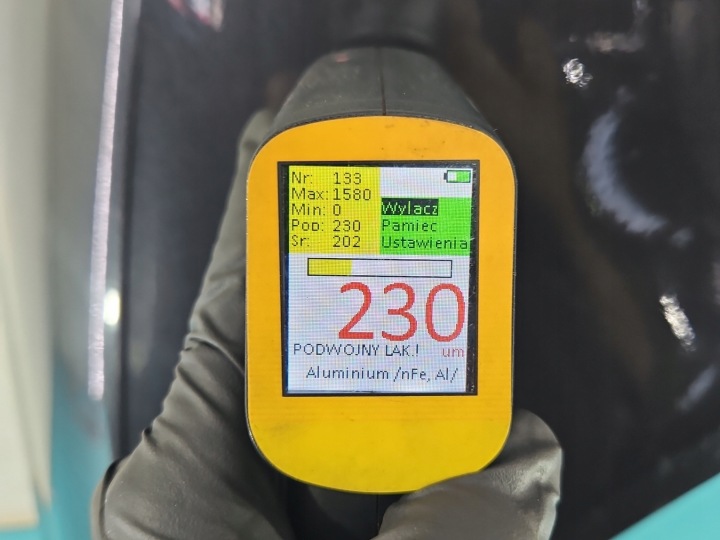 Nr: 133
Max: 1580
Min: 0
Pop: 230
Sr: 202
Wylacz
Pamiec
Ustawienia
230
um
PODWOJNY LAK.!
Aluminium /nFe, Al/